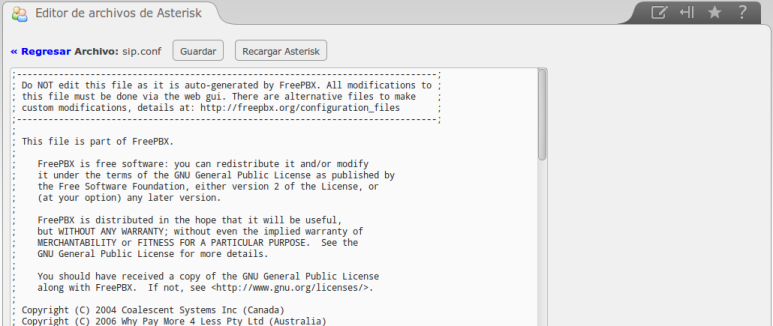 Editor de archivos de Asterisk
« Regresar Archivo: sip.conf Guardar Recargar Asterisk
;--------------------------------------------------------------------------------;
; Do NOT edit this file as it is auto-generated by FreePBX. All modifications to ;
; this file must be done via the web gui. There are alternative files to make ;
; custom modifications, details at: http://freepbx.org/configuration_files ;
;--------------------------------------------------------------------------------;
;
; This file is part of FreePBX.
;
; FreePBX is free software: you can redistribute it and/or modify
; it under the terms of the GNU General Public License as published by
; the Free Software Foundation, either version 2 of the License, or
; (at your option) any later version.
;
; FreePBX is distributed in the hope that it will be useful,
; but WITHOUT ANY WARRANTY; without even the implied warranty of
; MERCHANTABILITY or FITNESS FOR A PARTICULAR PURPOSE. See the
; GNU General Public License for more details.
;
; You should have received a copy of the GNU General Public License
; along with FreePBX. If not, see <http://www.gnu.org/licenses/>.
;
; Copyright (C) 2004 Coalescent Systems Inc (Canada)
; Copyright (C) 2006 Why Pay More 4 Less Pty Ltd (Australia)